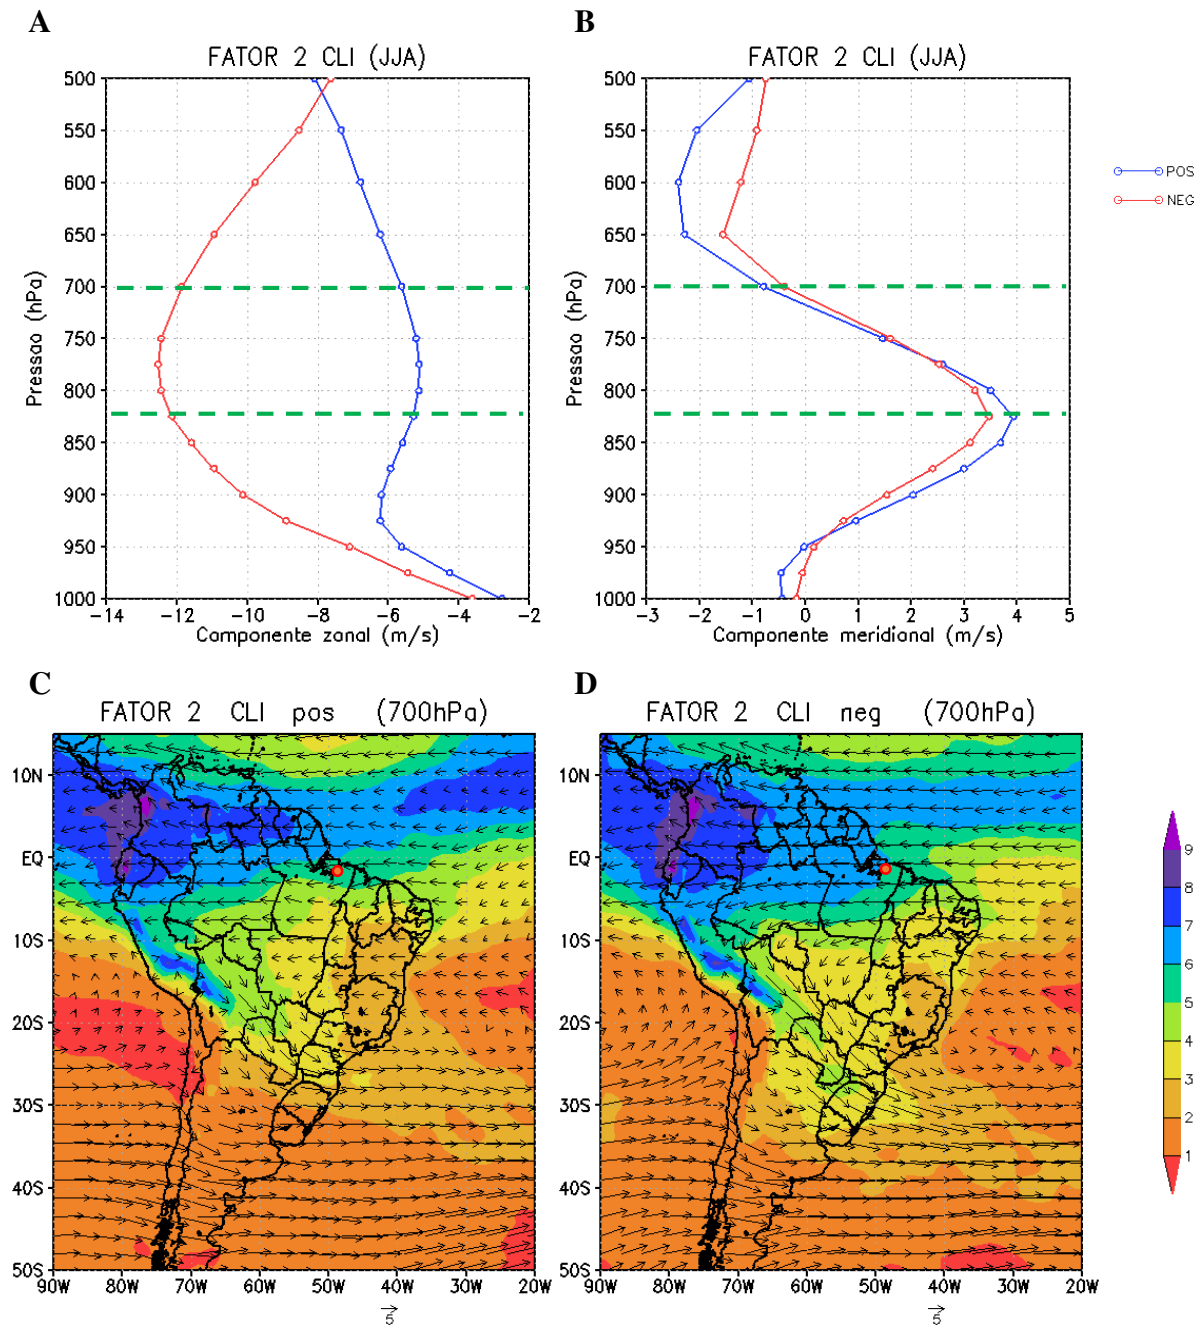 A
B
FATOR 2 CLI (JJA)
FATOR 2 CLI (JJA)
Pressao (hPa)
500
550
600
650
700
750
800
850
900
950
1000
-14 -12 -10 -8 -6 -4 -2
Componente zonal (m/s)
Pressao (hPa)
500
550
600
650
700
750
800
850
900
950
1000
-3 -2 -1 0 1 2 3 4 5
Componente meridional (m/s)
POS
NEG
C
D
FATOR 2 CLI pos (700hPa)
FATOR 2 CLI neg (700hPa)
10N
EQ
10S
20S
30S
40S
50S
90W 80W 70W 60W 50W 40W 30W 20W
5
10N
EQ
10S
20S
30S
40S
50S
90W 80W 70W 60W 50W 40W 30W 20W
5
9
8
7
6
5
4
3
2
1